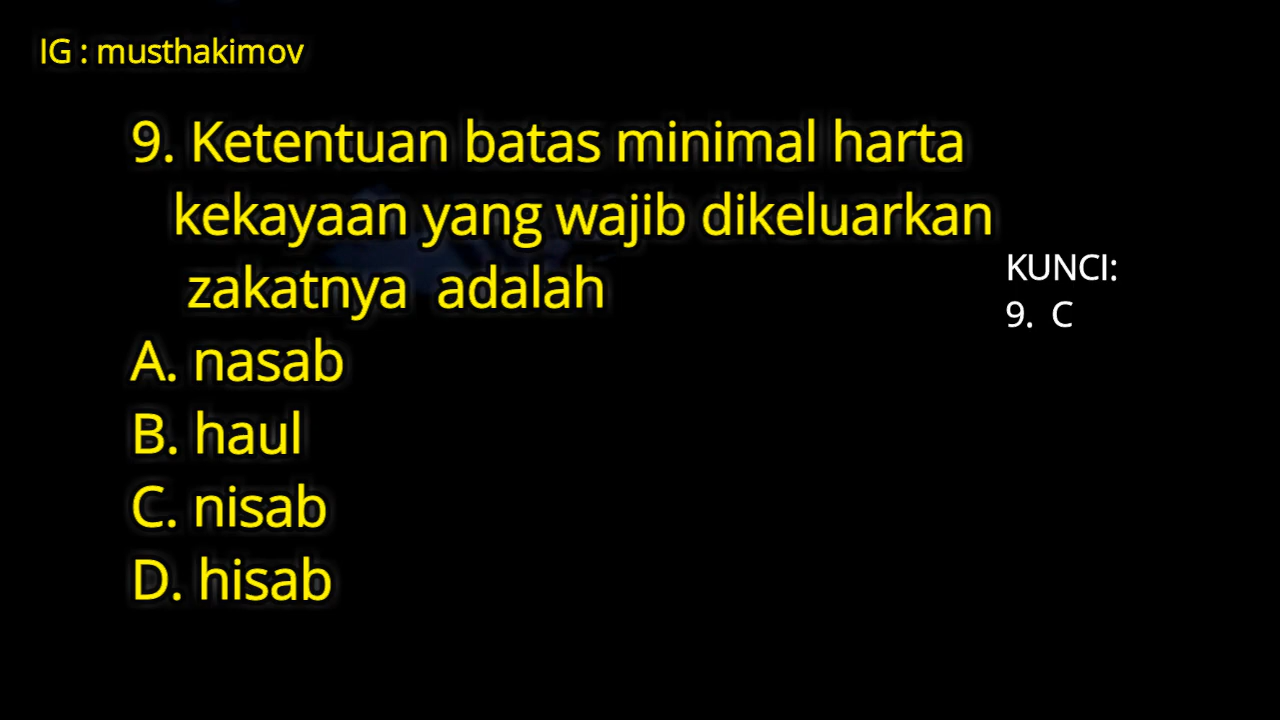 IG : musthakimov
9. Ketentuan batas minimal harta
kekayaan yang wajib dikeluarkan
zakatnya adalah
A. nasab
B. haul
C. nisab
D. hisab
KUNCI:
9. C